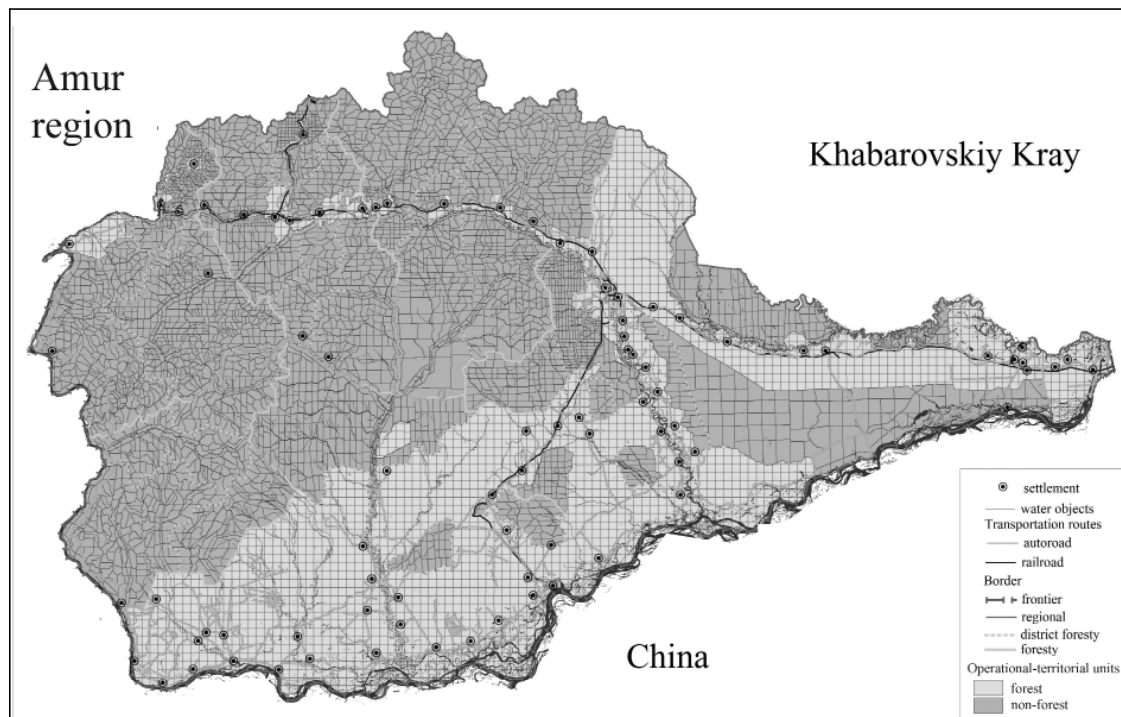 Amur
region
Khabarovskiy Kray
China
settlement
water objects
Transportation routes
autoroad
railroad
Border
frontier
regional
district foresty
foresty
Operational-territorial units
forest
non-forest